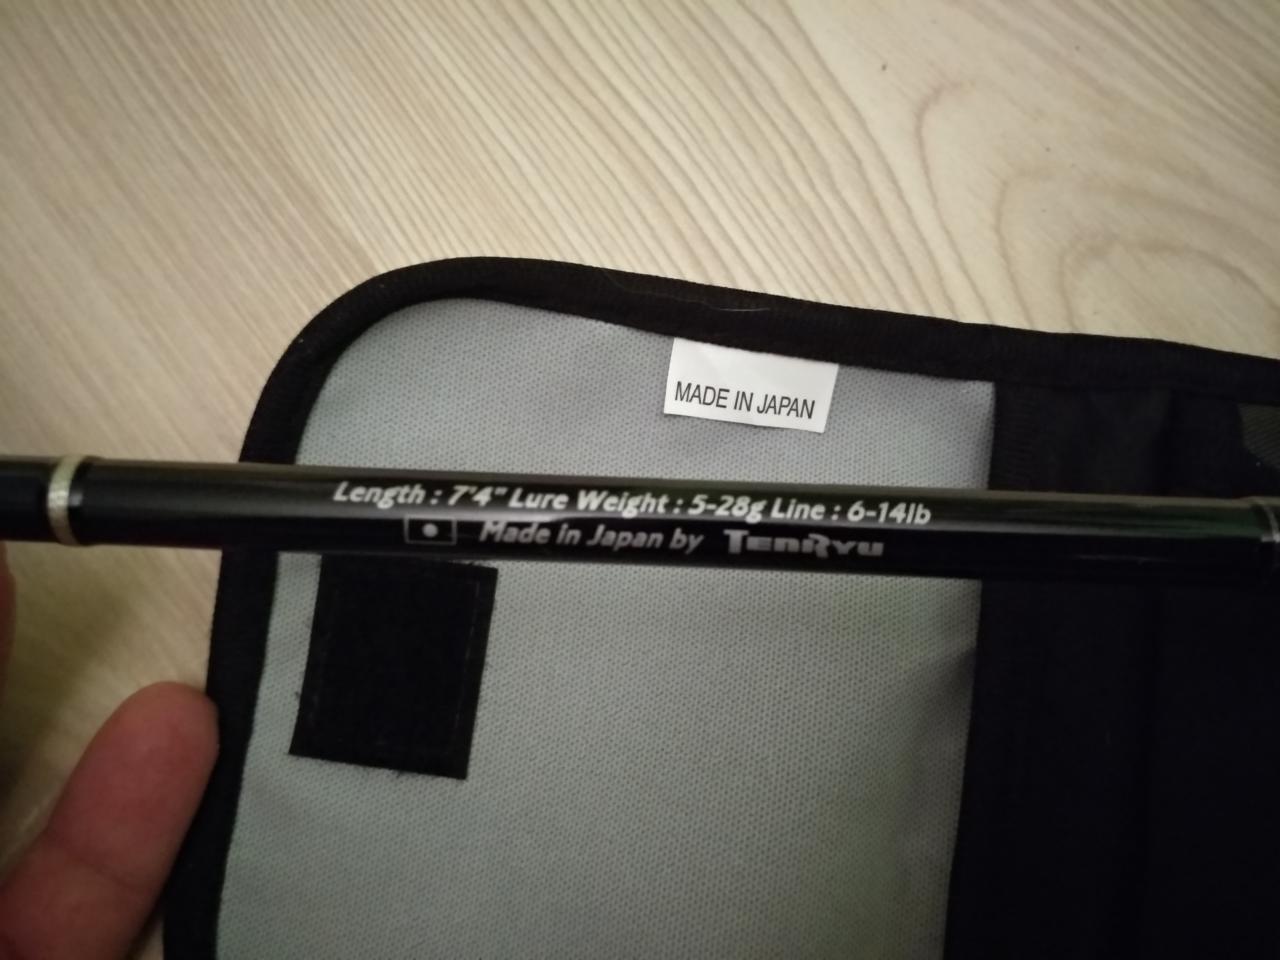 MADE IN JAPAN
Length : 7'4" Lure Weight : 5-28g Line : 6-14lb
Made in Japan by TENRYU